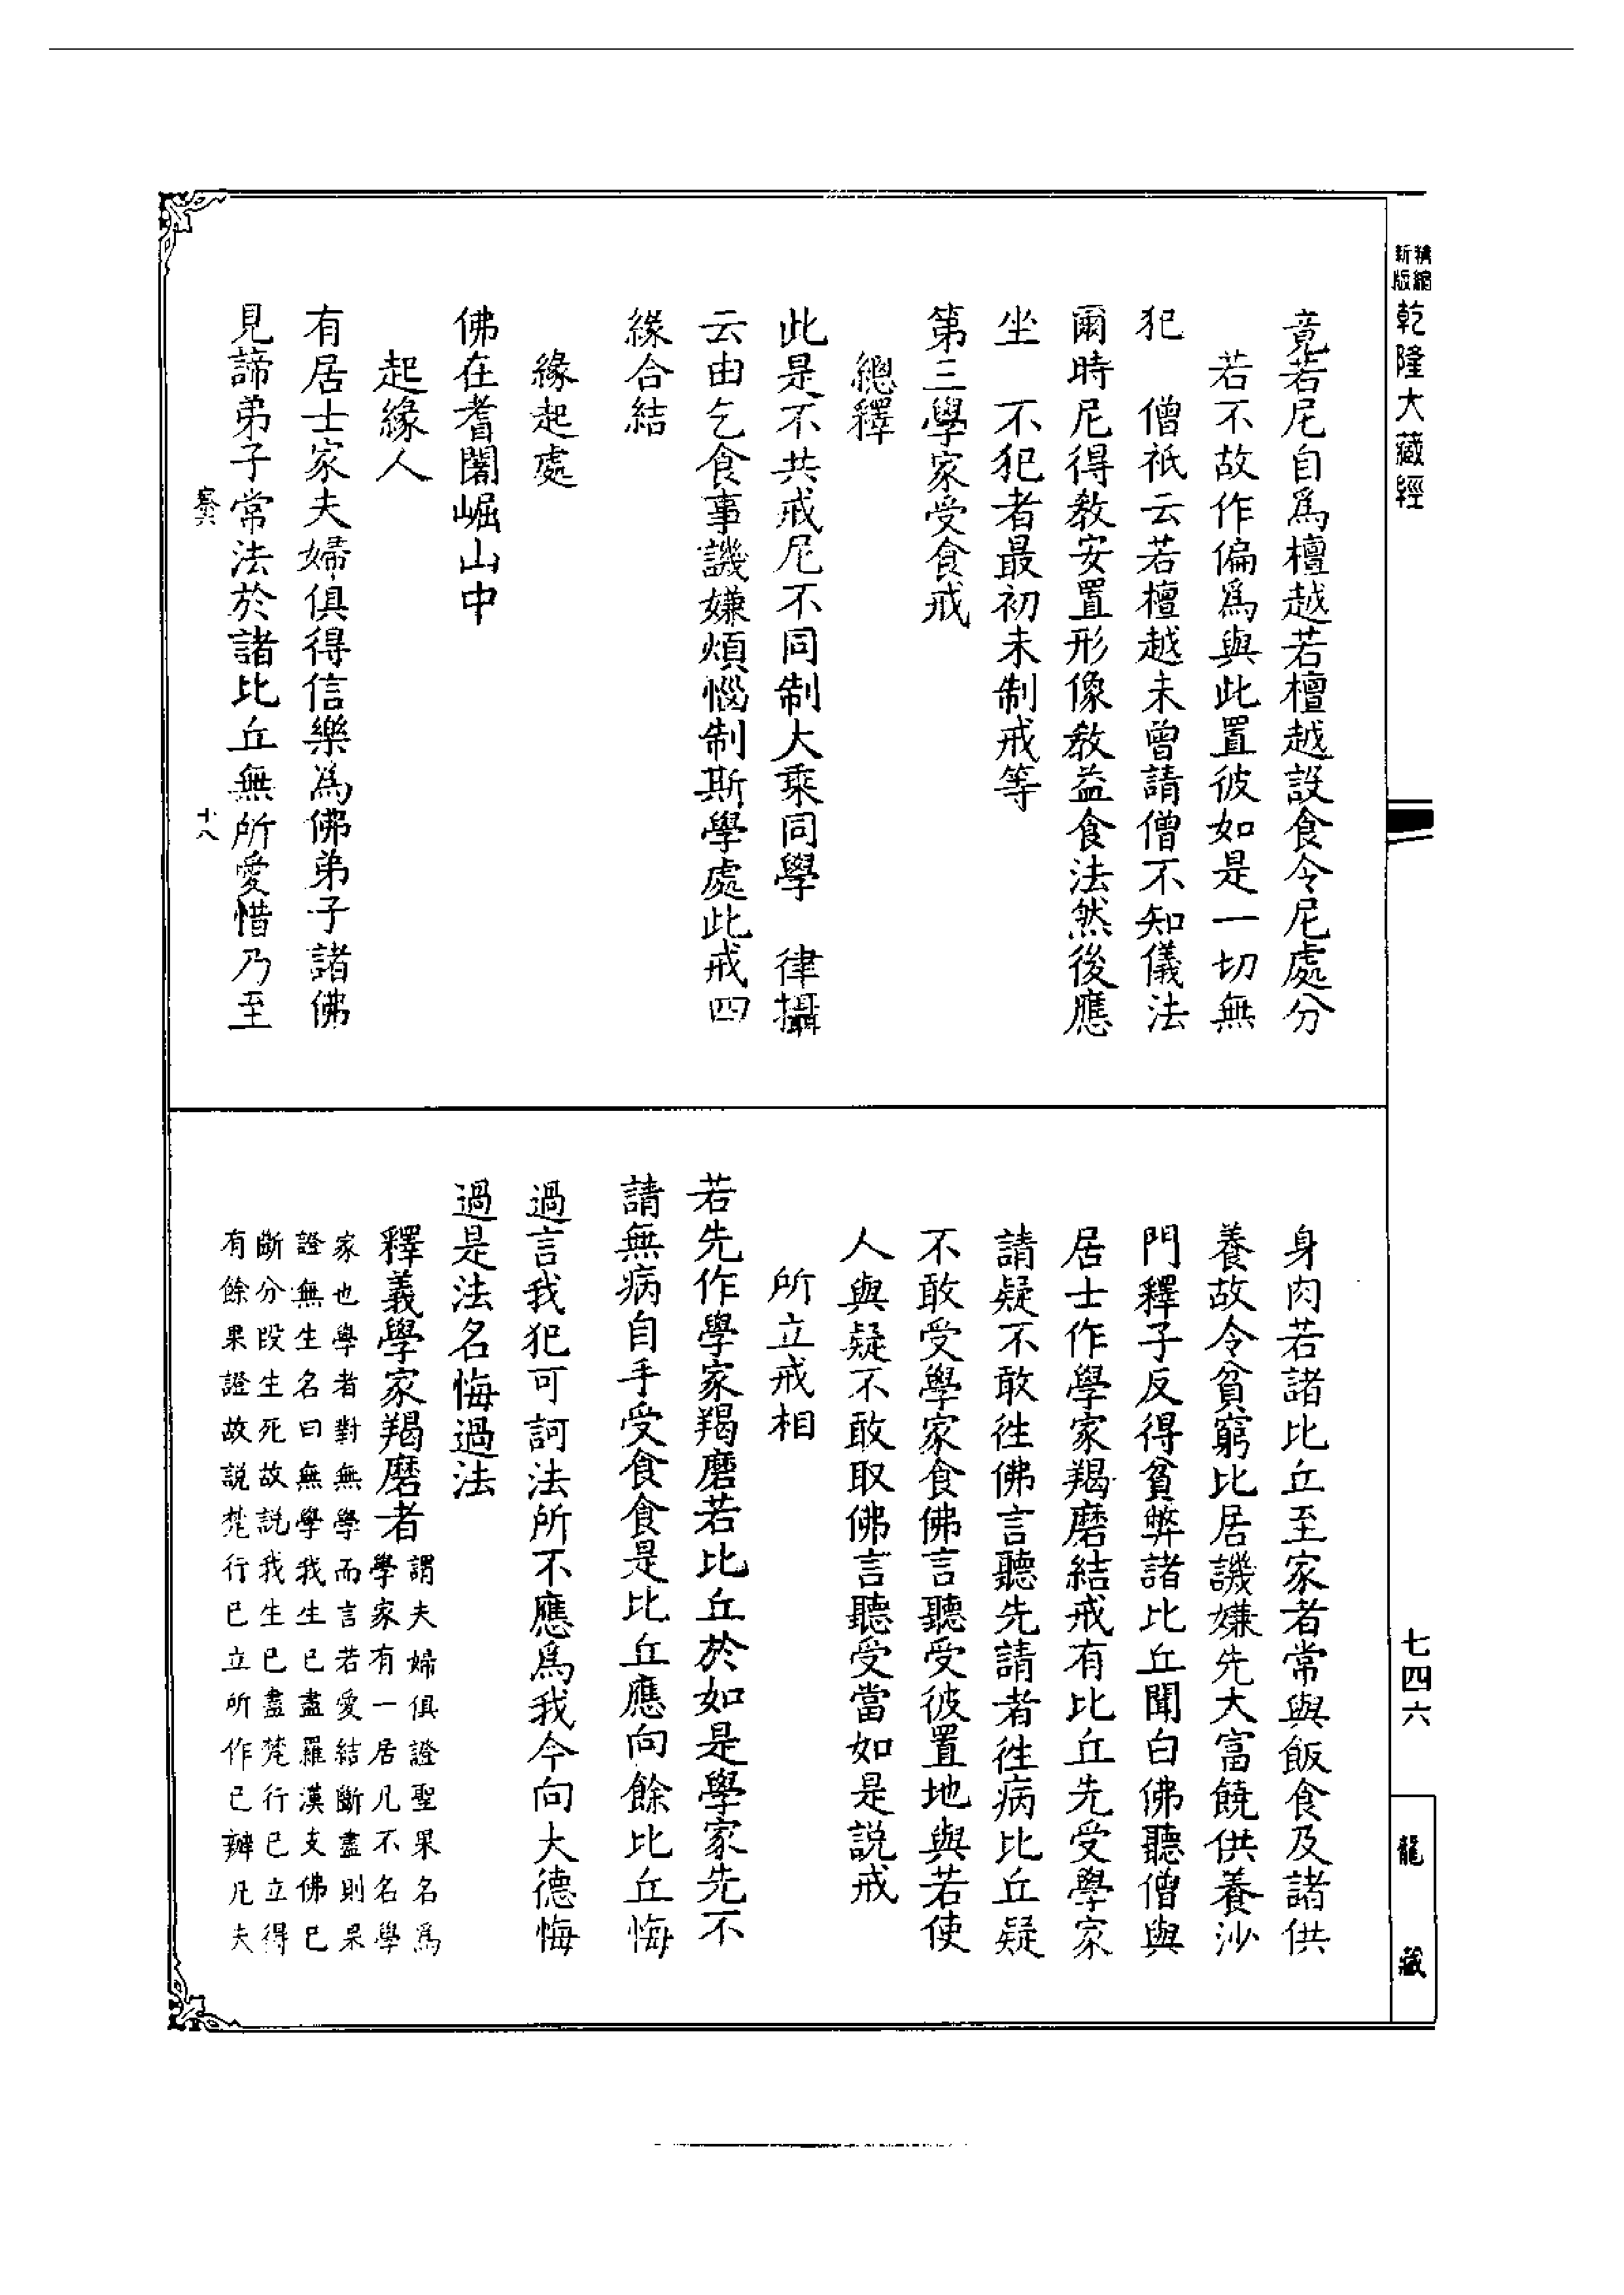 精縮新版
乾隆大藏經
竟若尼自爲檀越若檀越設食令尼處分
若不故作偏爲與此置彼如是一切無
犯　僧祇云若檀越未曾請僧不知儀法
爾時尼得教安置形像教益食法然後應
坐　不犯者最初未制戒等
第三學家受食戒
總釋
此是不共戒尼不同制大乘同學　律攝
云由乞食事譏嫌煩惱制斯學處此戒四
緣合結
緣起處
佛在耆闍崛山中
起緣人
有居士家夫婦俱得信樂爲佛弟子諸佛
見諦弟子常法於諸比丘無所愛惜乃至
十八
身肉若諸比丘至家者常與飯食及諸供
養故令貧窮比居譏嫌先大富饒供養沙
門釋子反得貧弊諸比丘聞白佛聽僧與
居士作學家羯磨結戒有比丘先受學家
請疑不敢徃佛言聽先請者徃病比丘疑
不敢受學家食佛言聽受彼置地與若使
人與疑不敢取佛言聽受當如是説戒
所立戒相
若先作學家羯磨若比丘於如是學家先不
請無病自手受食食是比丘應向餘比丘悔
過言我犯可訶法所不應爲我今向大德悔
過是法名悔過法
釋義學家羯磨者
謂夫婦俱證聖果名爲
學家有一居凡不名學
家也學者對無學而言若愛結斷盡則果
證無生名曰無學我生已盡羅漢支佛已
斷分段生死故説我生已盡梵行已立得
有餘果證故説梵行已立所作已辦凡夫
七四六
龍藏